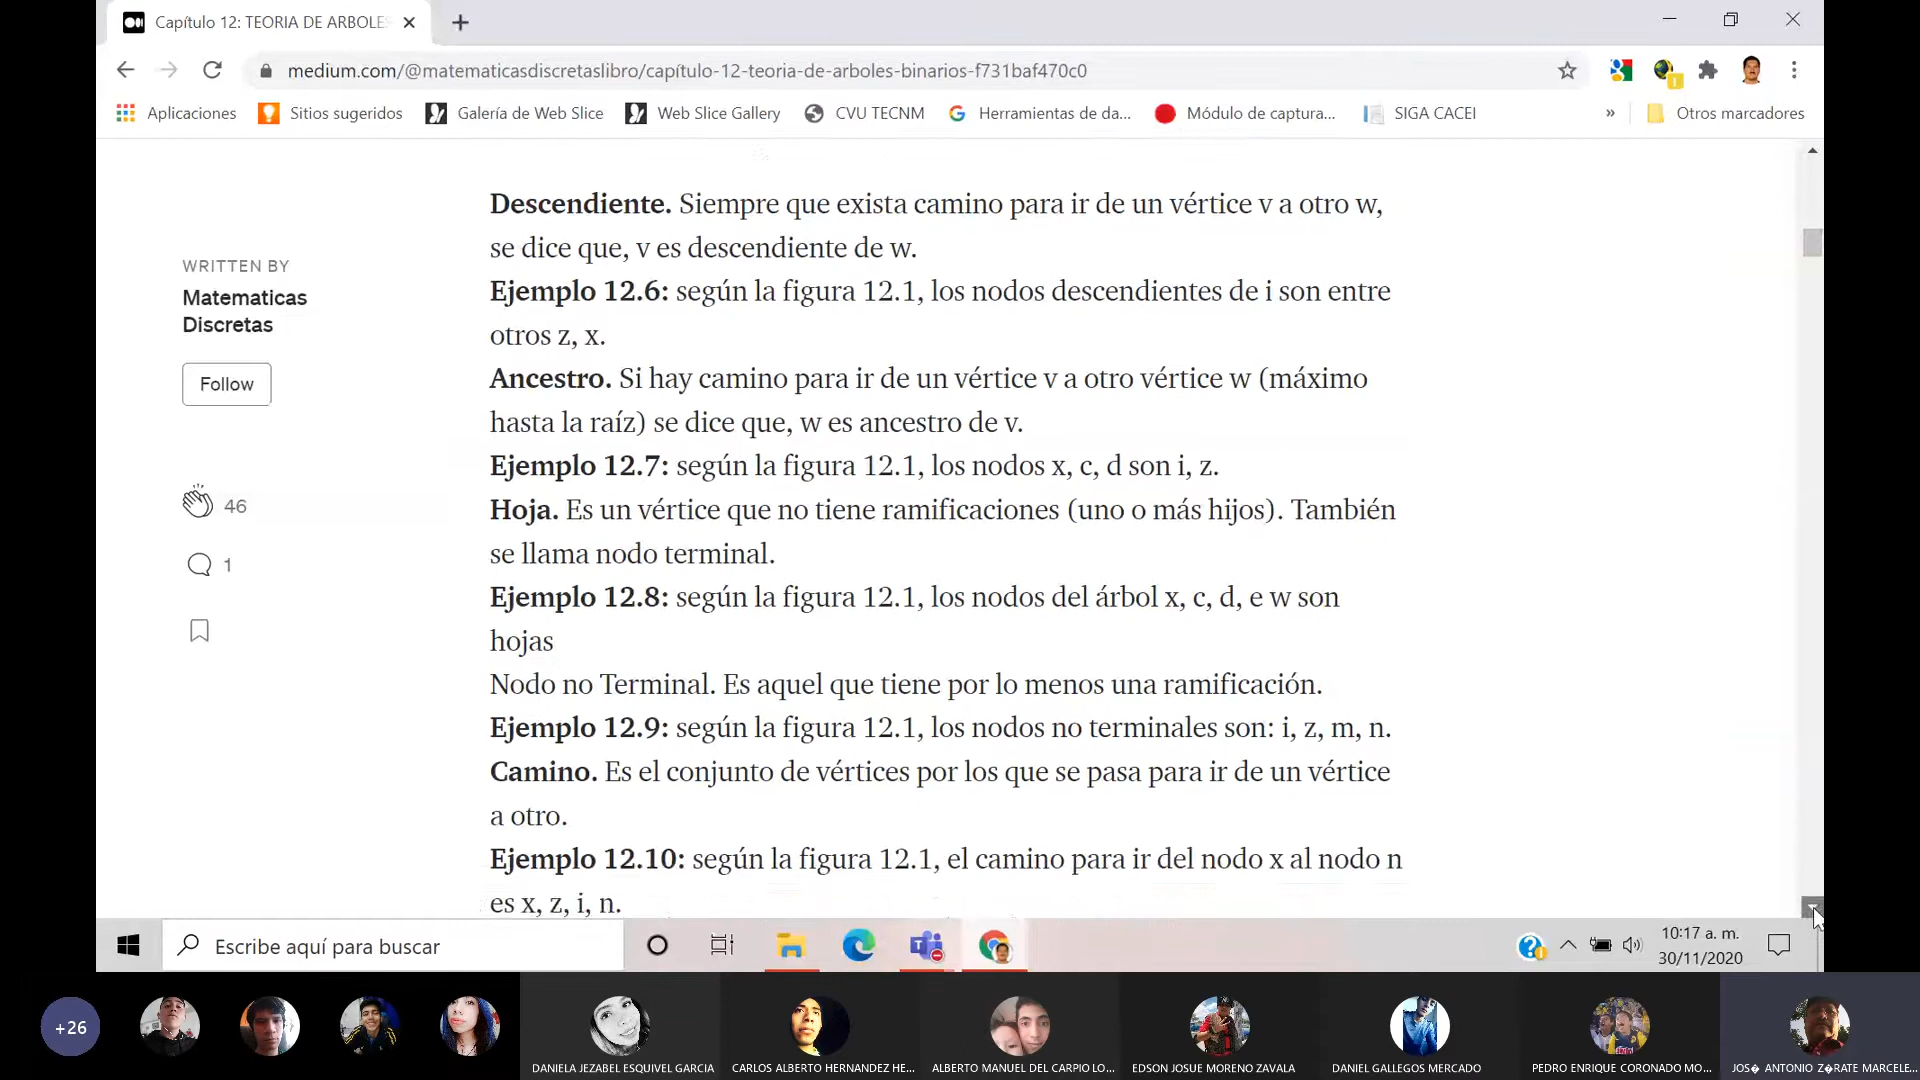 Capítulo 12: TEORIA DE ARBOLES
medium.com/@matematicasdiscretaslibro/capítulo-12-teoria-de-arboles-binarios-f731baf470c0
Aplicaciones Sitios sugeridos Galería de Web Slice Web Slice Gallery CVU TECNM Herramientas de da... Módulo de captura... SIGA CACEI » Otros marcadores
WRITTEN BY
Matematicas
Discretas
Follow
46
1
Descendiente. Siempre que exista camino para ir de un vértice v a otro w,
se dice que, v es descendiente de w.
Ejemplo 12.6: según la figura 12.1, los nodos descendientes de i son entre
otros z, x.
Ancestro. Si hay camino para ir de un vértice v a otro vértice w (máximo
hasta la raíz) se dice que, w es ancestro de v.
Ejemplo 12.7: según la figura 12.1, los nodos x, c, d son i, z.
Hoja. Es un vértice que no tiene ramificaciones (uno o más hijos). También
se llama nodo terminal.
Ejemplo 12.8: según la figura 12.1, los nodos del árbol x, c, d, e w son
hojas
Nodo no Terminal. Es aquel que tiene por lo menos una ramificación.
Ejemplo 12.9: según la figura 12.1, los nodos no terminales son: i, z, m, n.
Camino. Es el conjunto de vértices por los que se pasa para ir de un vértice
a otro.
Ejemplo 12.10: según la figura 12.1, el camino para ir del nodo x al nodo n
es x, z, i, n.
Escribe aquí para buscar
10:17 a. m.
30/11/2020
+26
DANIELA JEZABEL ESQUIVEL GARCIA
CARLOS ALBERTO HERNANDEZ HE...
ALBERTO MANUEL DEL CARPIO LO...
EDSON JOSUE MORENO ZAVALA
DANIEL GALLEGOS MERCADO
PEDRO ENRIQUE CORONADO MO...
JOS� ANTONIO Z�RATE MARCELE...